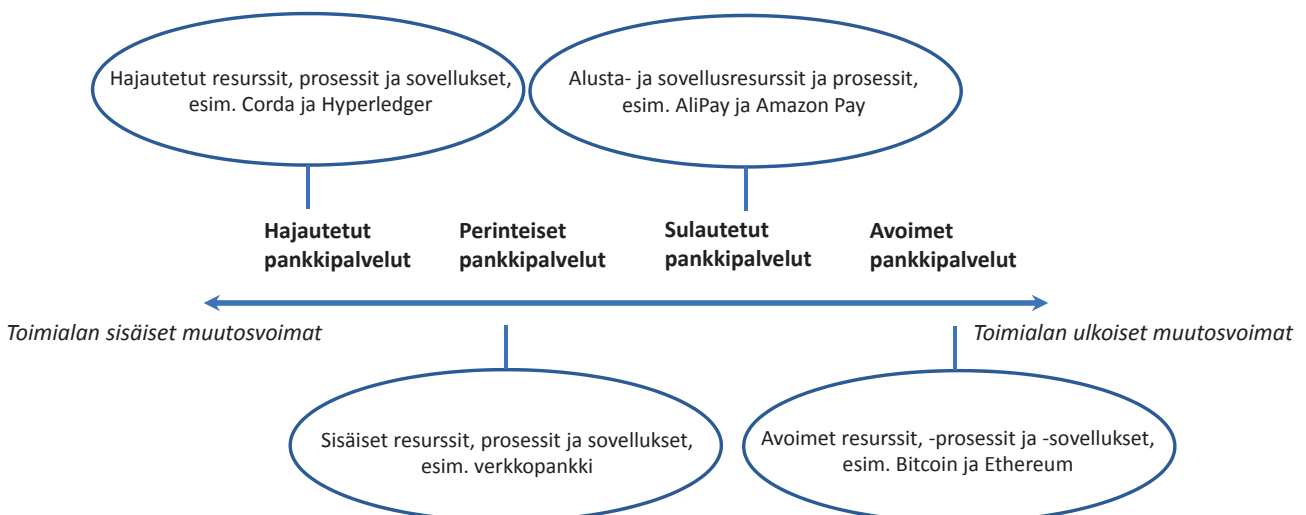 Hajautetut resurssit, prosessit ja sovellukset,
esim. Corda ja Hyperledger
Alusta- ja sovellusresurssit ja prosessit,
esim. AliPay ja Amazon Pay
Hajautetut
pankkipalvelut
Perinteiset
pankkipalvelut
Sulautetut
pankkipalvelut
Avoimet
pankkipalvelut
Toimialan sisäiset muutosvoimat
Toimialan ulkoiset muutosvoimat
Sisäiset resurssit, prosessit ja sovellukset,
esim. verkkopankki
Avoimet resurssit, -prosessit ja -sovellukset,
esim. Bitcoin ja Ethereum